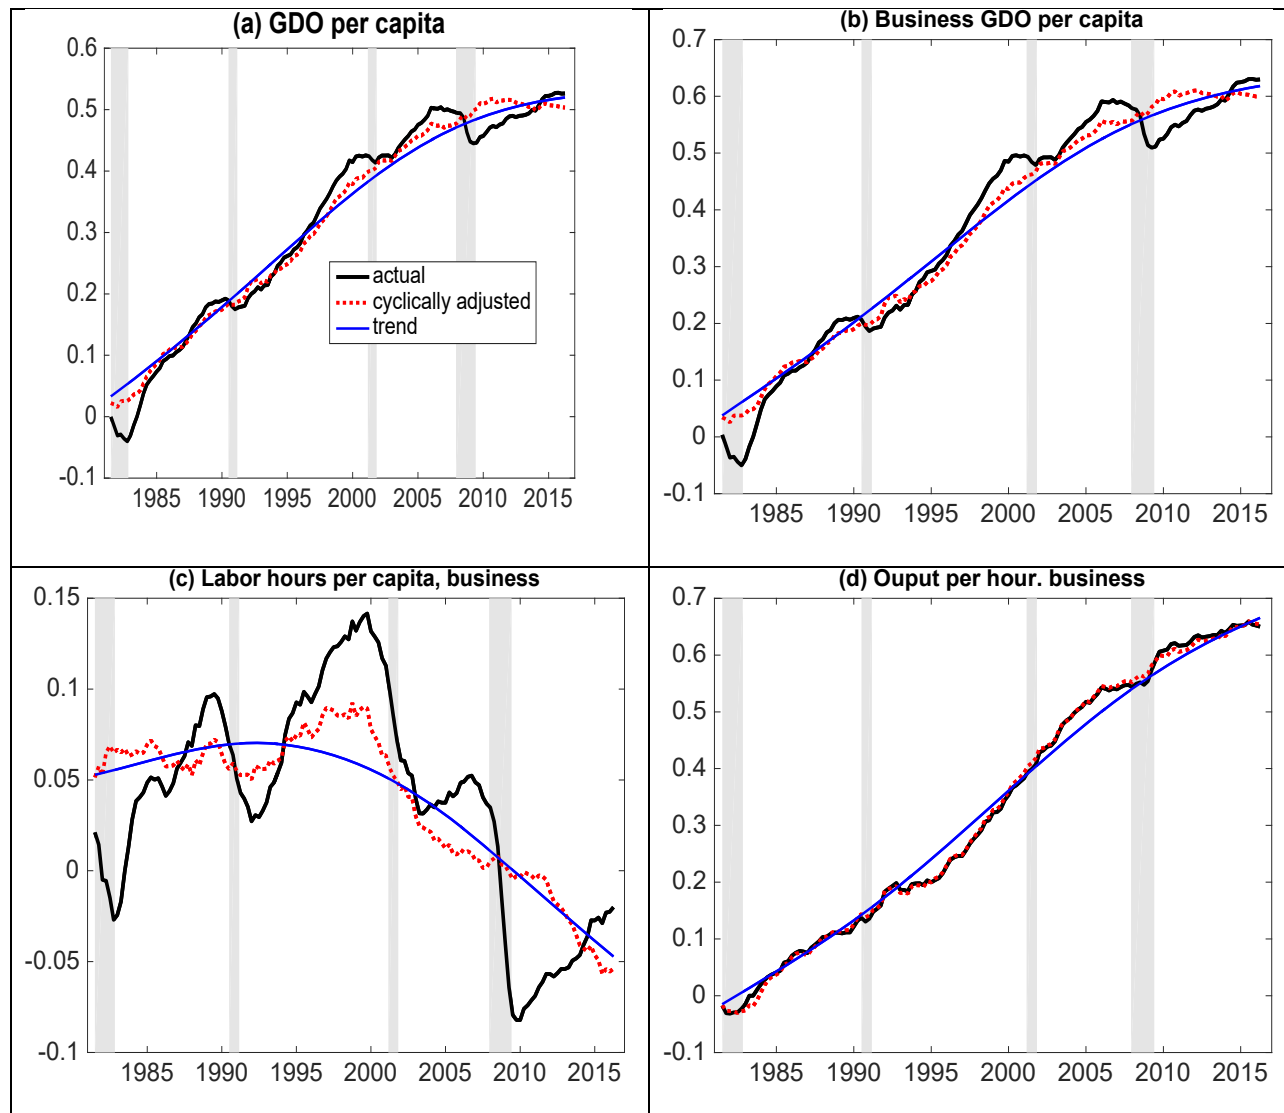 (a) GDO per capita
0.6
0.5
0.4
0.3
0.2
0.1
0
-0.1
actual
cyclically adjusted
trend
1985 1990 1995 2000 2005 2010 2015
(b) Business GDO per capita
0.7
0.6
0.5
0.4
0.3
0.2
0.1
0
-0.1
1985 1990 1995 2000 2005 2010 2015
(c) Labor hours per capita, business
0.15
0.1
0.05
0
-0.05
-0.1
1985 1990 1995 2000 2005 2010 2015
(d) Ouput per hour. business
0.7
0.6
0.5
0.4
0.3
0.2
0.1
0
-0.1
1985 1990 1995 2000 2005 2010 2015